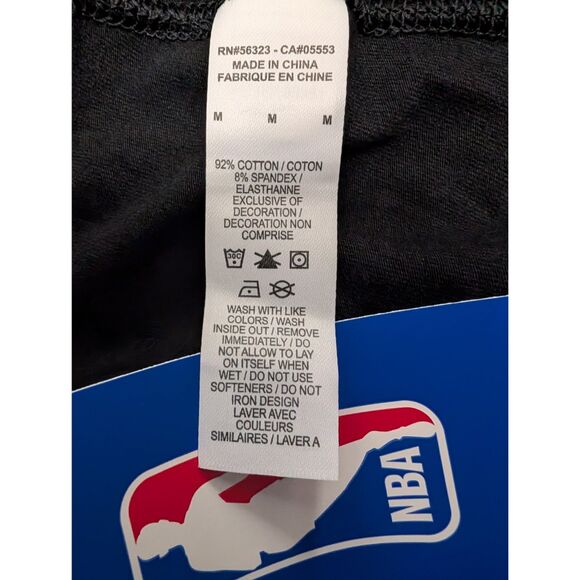 RN#56323 - CA#05553
MADE IN CHINA
FABRIQUE EN CHINE
M M M
92% COTTON / COTON
8% SPANDEX /
ELASTHANNE
EXCLUSIVE OF
DECORATION /
DECORATION NON
COMPRISE
30C
WASH WITH LIKE
COLORS / WASH
INSIDE OUT / REMOVE
IMMEDIATELY / DO
NOT ALLOW TO LAY
ON ITSELF WHEN
WET / DO NOT USE
SOFTENERS / DO NOT
IRON DESIGN
LAVER AVEC
COULEURS
SIMILAIRES / LAVER A
NBA